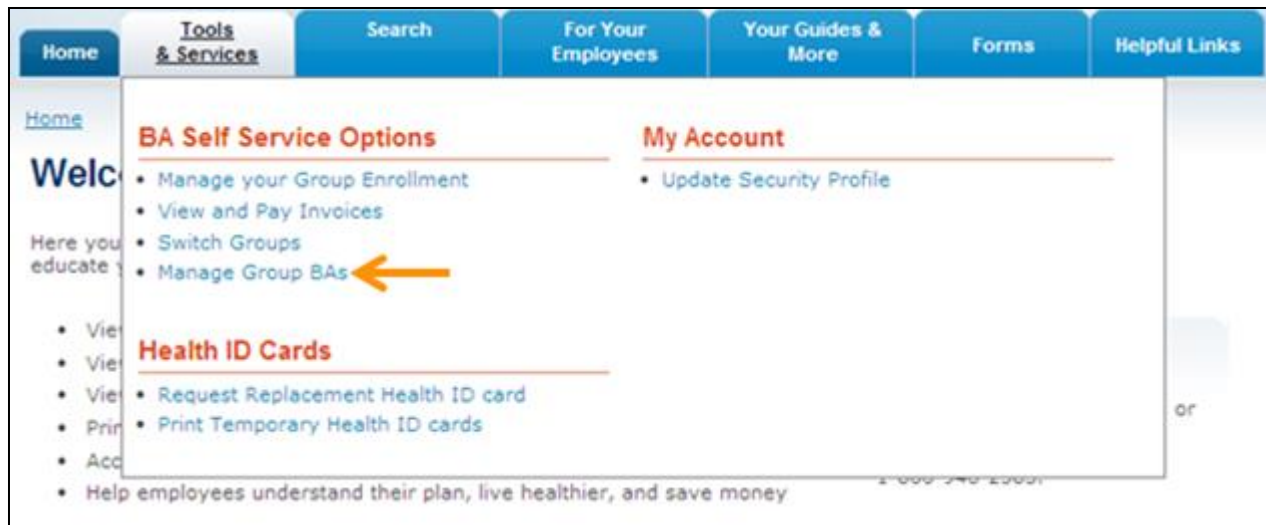 Home
Tools
& Services
Search
For Your
Employees
Your Guides &
More
Forms
Helpful Links
Home
BA Self Service Options
My Account
• Manage your Group Enrollment
• Update Security Profile
• View and Pay Invoices
• Switch Groups
• Manage Group BAs
Here you
educate
Health ID Cards
• Request Replacement Health ID card
• Print Temporary Health ID cards
or
• Help employees understand their plan, live healthier, and save money